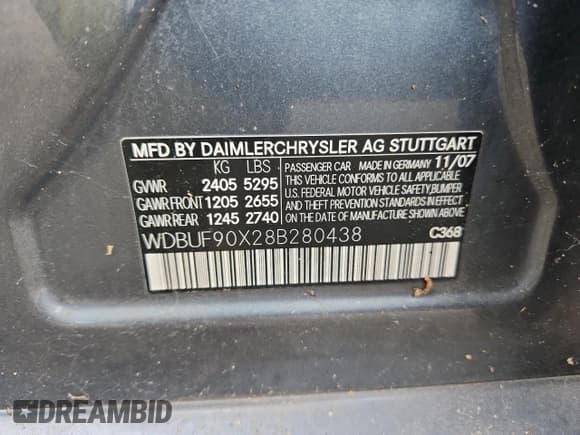 MFD BY DAIMLERCHRYSLER AG STUTTGART
KG LBS PASSENGER CAR MADE IN GERMANY 11/07
GVWR 2405 5295 THIS VEHICLE CONFORMS TO ALL APPLICABLE
GAWR FRONT 1205 2655 U.S. FEDERAL MOTOR VEHICLE SAFETY, BUMPER
GAWR REAR 1245 2740 AND THEFT PREVENTION STANDARDS IN EFFECT
ON THE DATE OF MANUFACTURE SHOWN ABOVE.
WDBUF90X28B280438 C368
DREAMBID